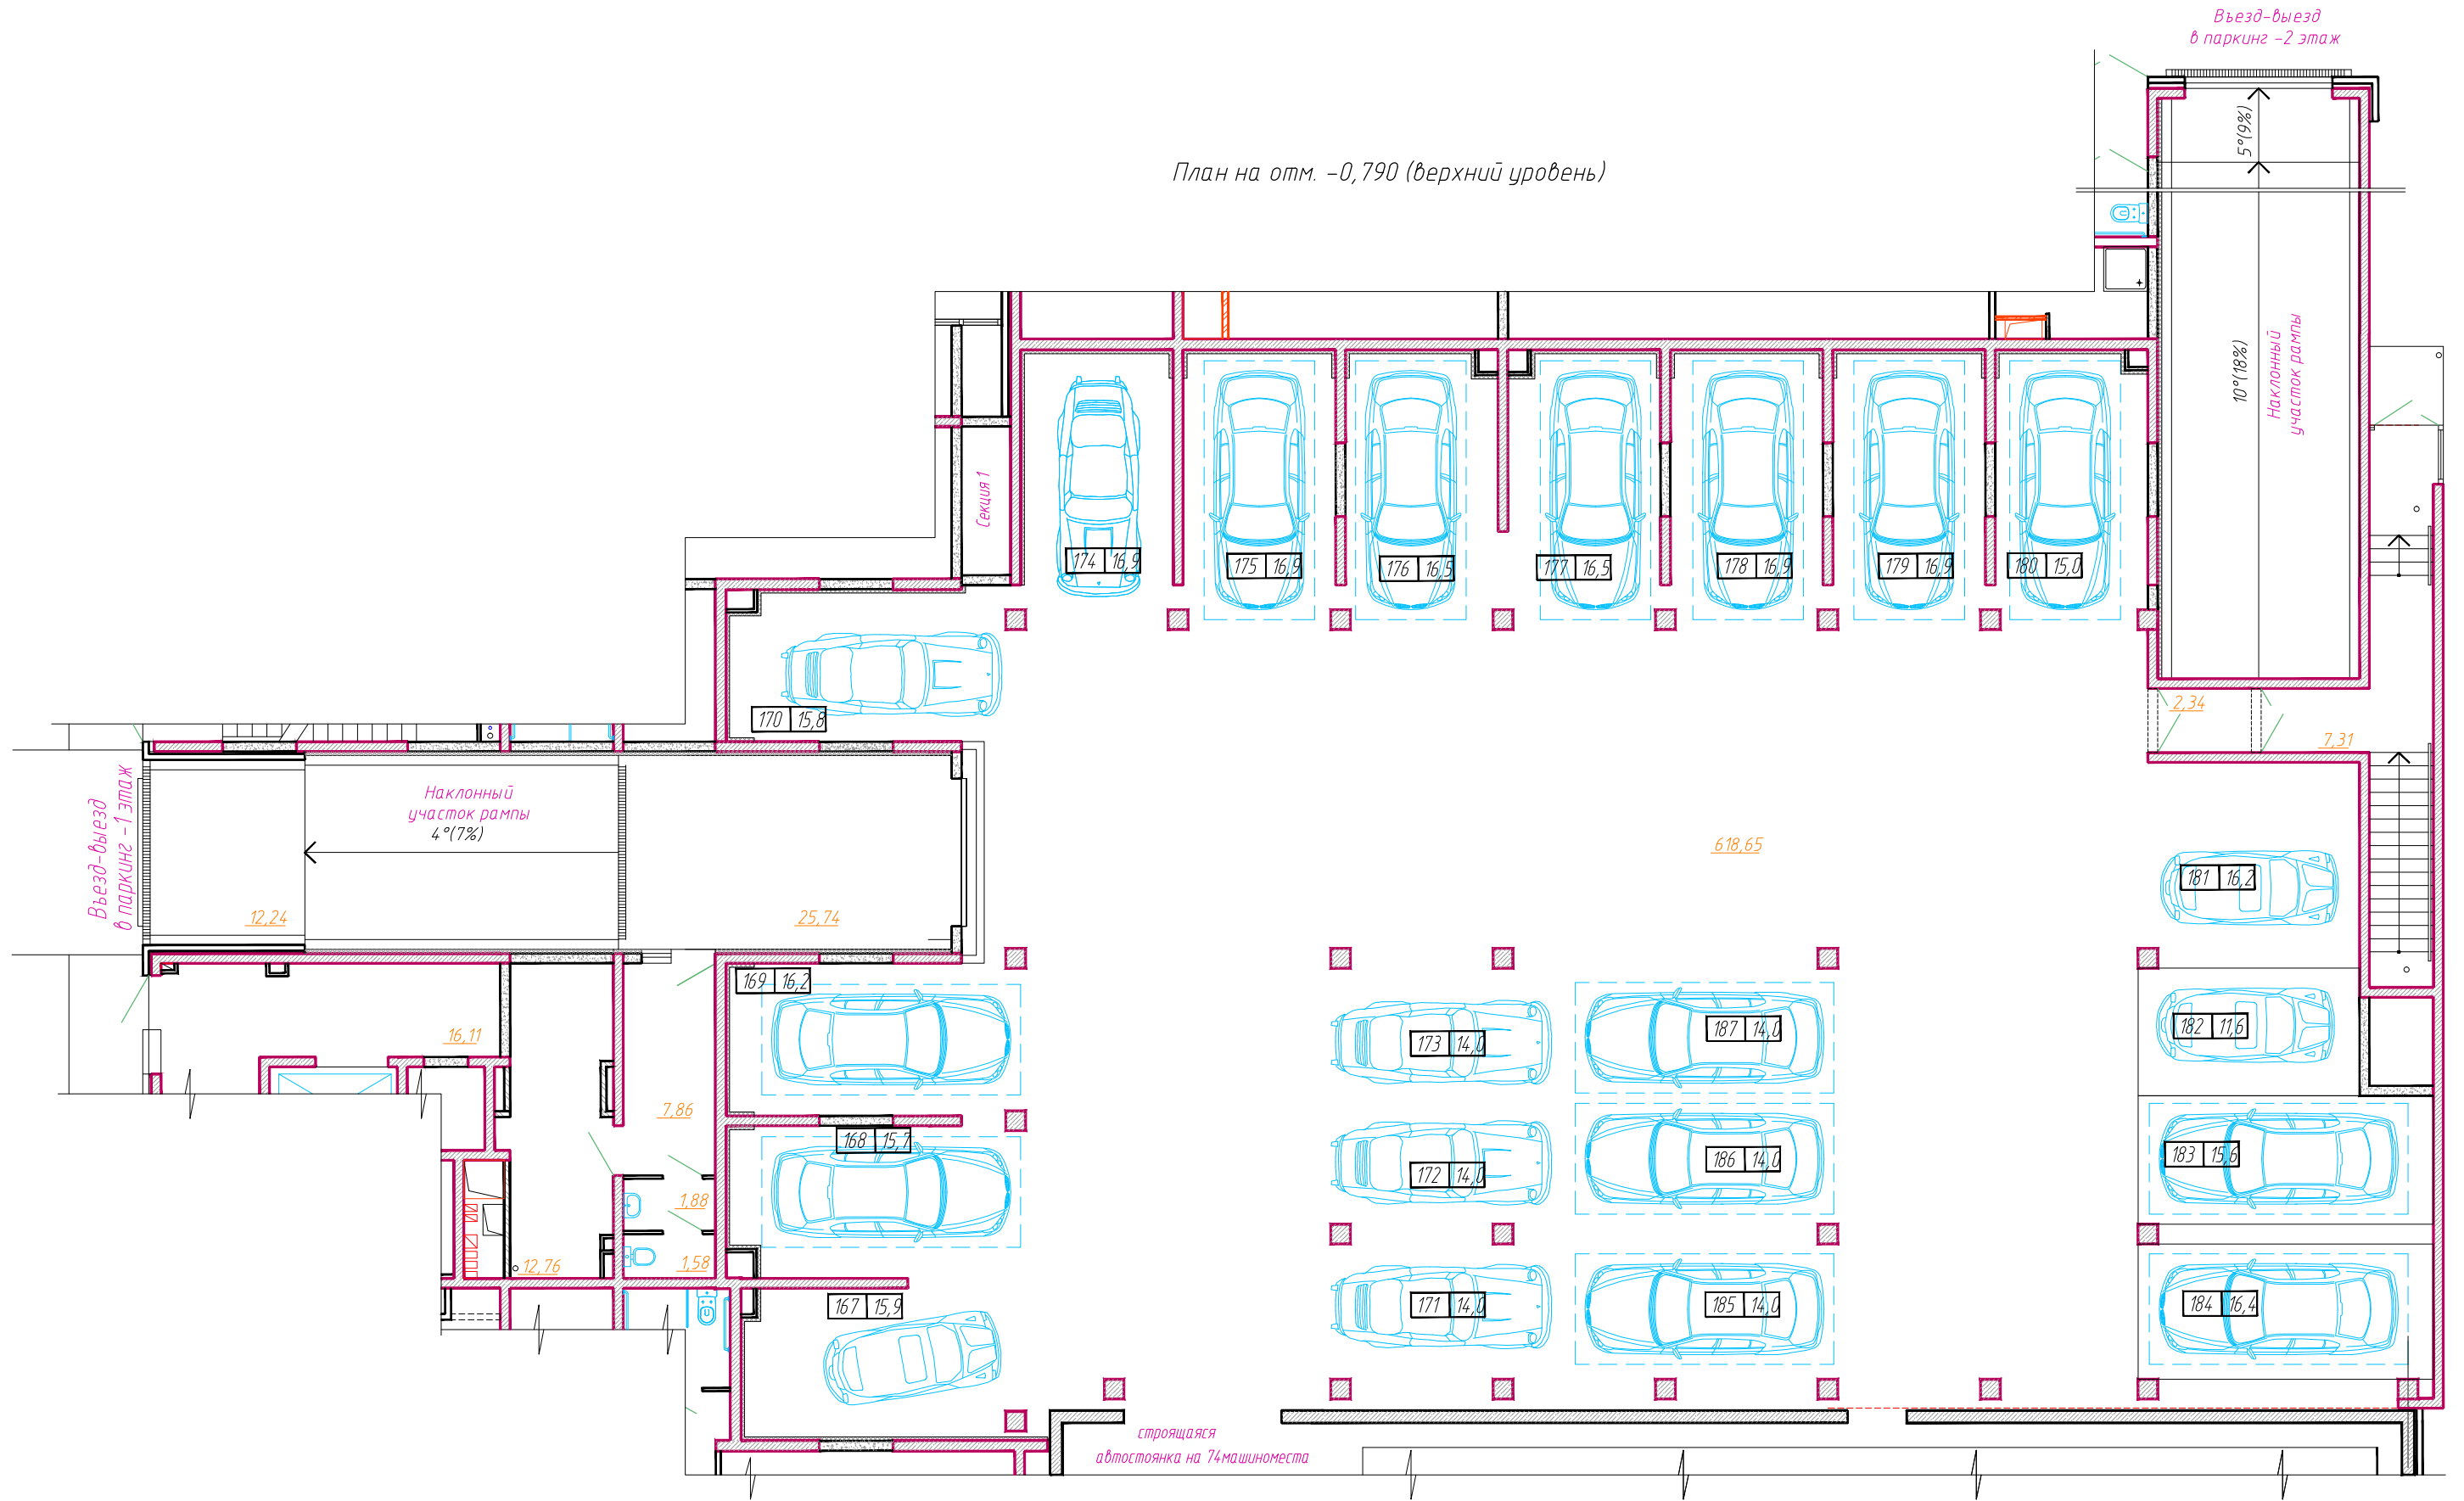 Въезд-выезд
в паркинг -2 этаж
5°(9%)
План на отм. -0,790 (верхний уровень)
10°(18%)
Наклонный
участок рампы
Секция 1
174 16,9
175 16,9
176 16,5
177 16,5
178 16,9
179 16,9
180 15,0
170 15,8
2,34
7,31
Въезд-выезд
в паркинг -1 этаж
Наклонный
участок рампы
4°(7%)
618,65
181 16,2
12,24
25,74
169 16,2
16,11
173 14,0
187 14,0
182 11,6
7,86
168 15,7
186 14,0
183 15,6
172 14,0
1,88
12,76
1,58
167 15,9
171 14,0
185 14,0
184 16,4
строящаяся
автостоянка на 74машиноместа